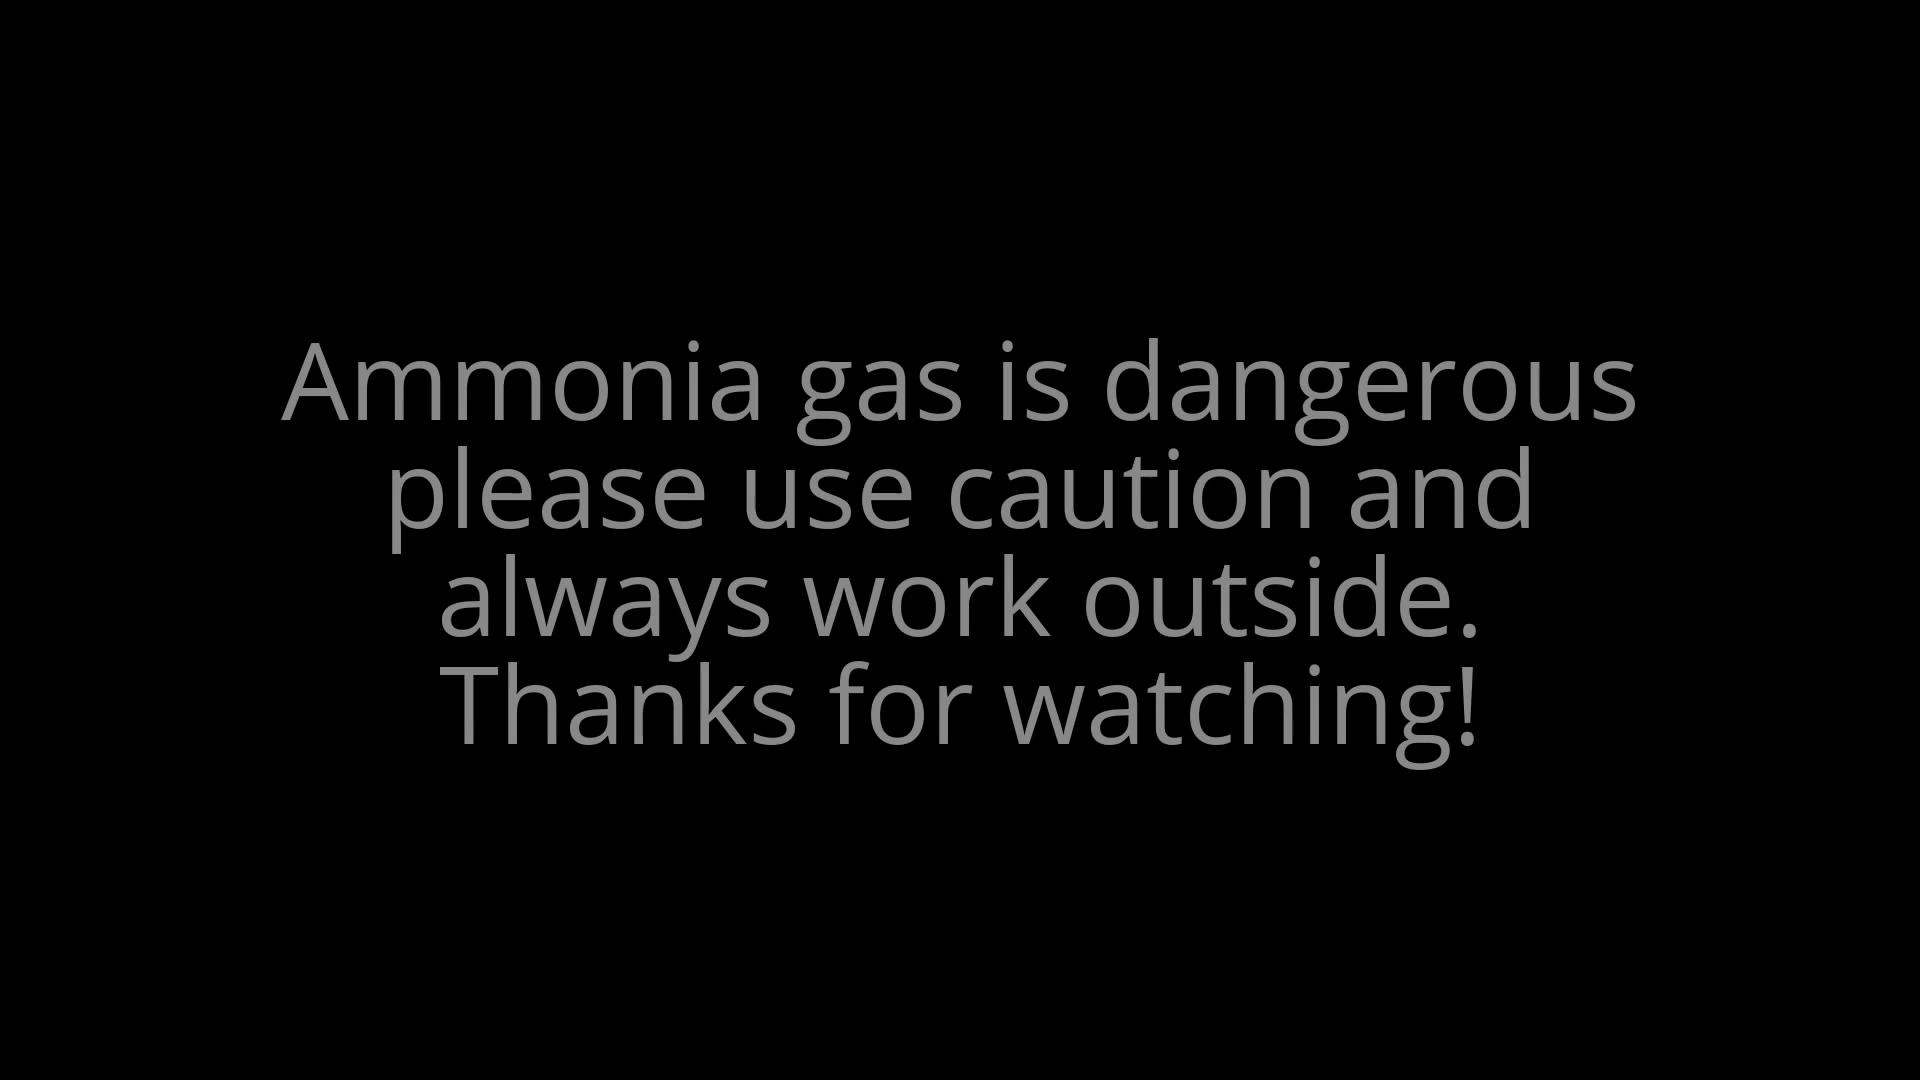 Ammonia gas is dangerous
please use caution and
always work outside.
Thanks for watching!